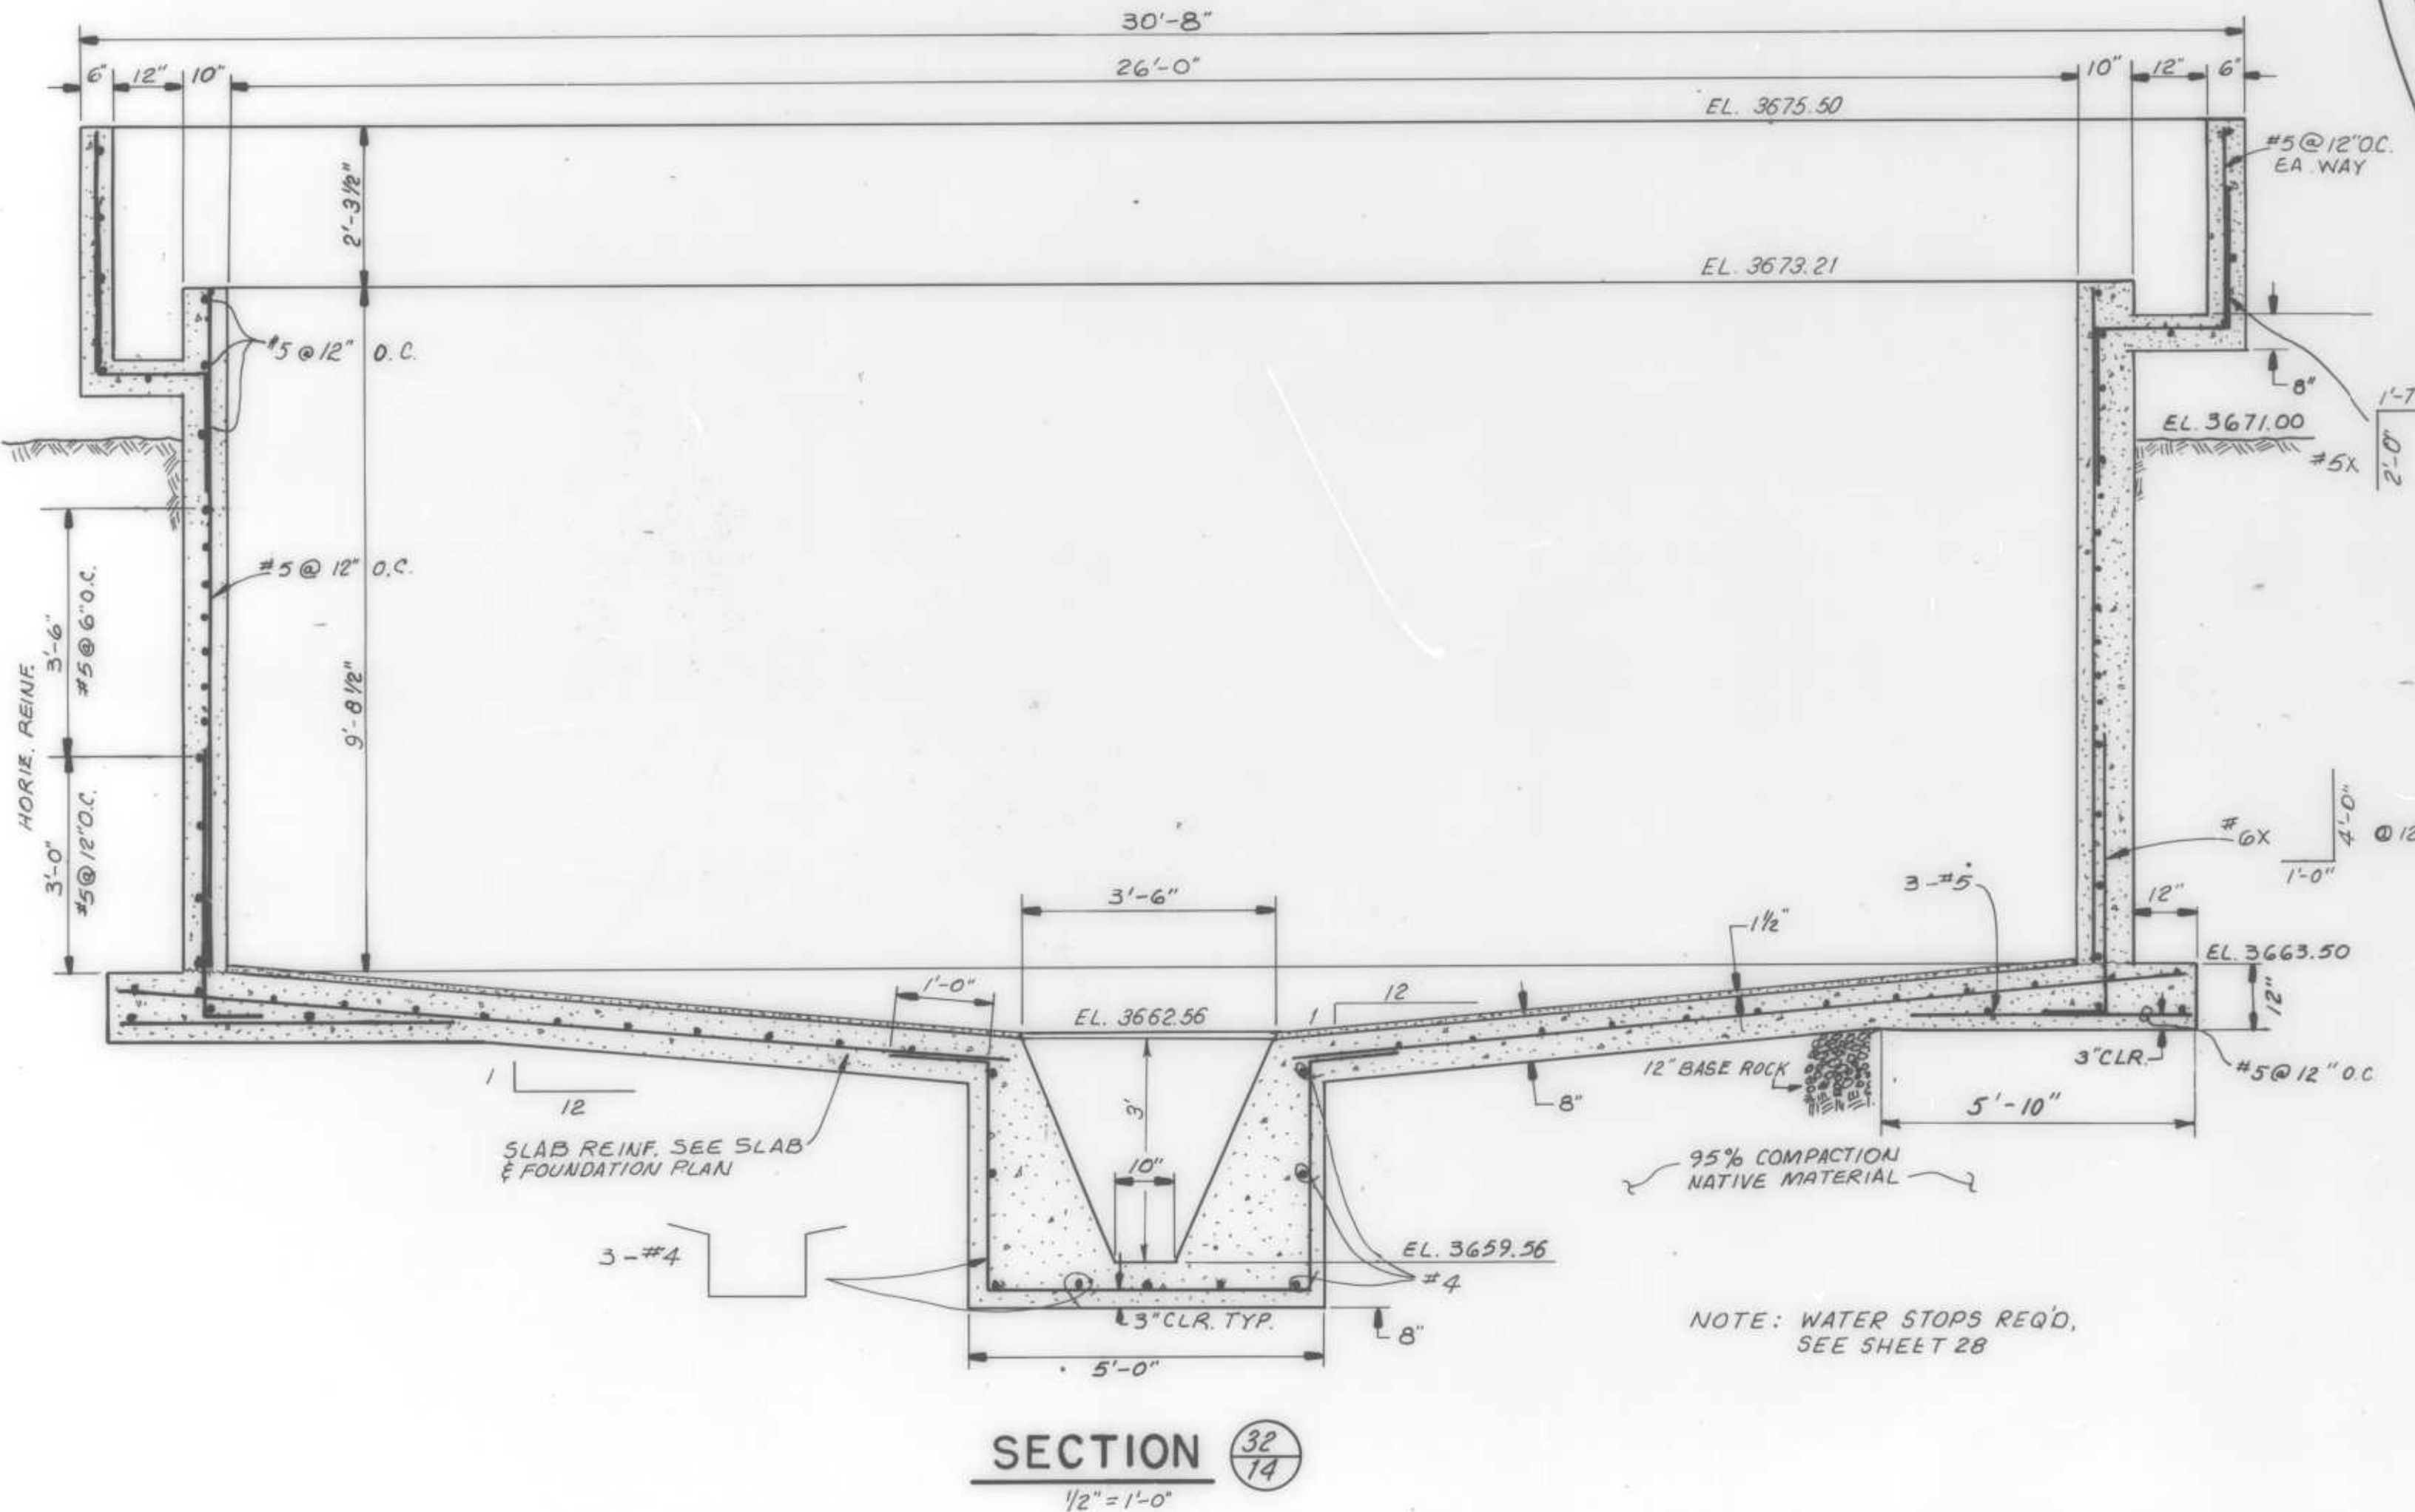 30'-8"
6" 12" 10" 26'-0" 10" 12" 6"
EL. 3675.50
#5 @ 12" O.C.
EA. WAY
2'-3½"
EL. 3673.21
#5 @ 12" O.C.
8"
1'-7
2'-0"
#5X
EL. 3671.00
#5 @ 12" O.C.
HORIZ. REINF.
3'-6"
#5 @ 6" O.C.
9'-8½"
3'-0"
#5 @ 12" O.C.
#6X
4'-0"
1'-0"
@ 12
3'-6"
3-#5
1½"
12"
EL. 3663.50
12"
1'-0"
EL. 3662.56
1
12
1
12
3'
12" BASE ROCK
3" CLR.
#5 @ 12" O.C.
8"
5'-10"
SLAB REINF. SEE SLAB
& FOUNDATION PLAN
10"
95% COMPACTION
NATIVE MATERIAL
3-#4
EL. 3659.56
#4
3" CLR. TYP.
8"
5'-0"
NOTE: WATER STOPS REQ'D,
SEE SHEET 28
SECTION 32
14
1/2" = 1'-0"